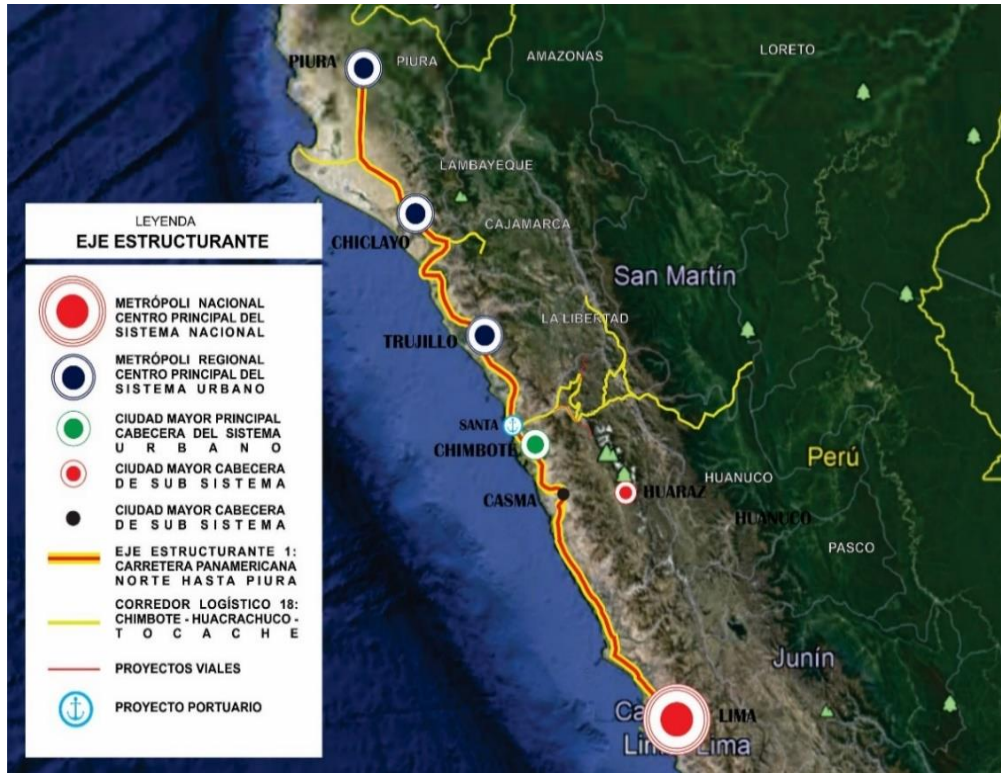 PIURA
PIURA
AMAZONAS
LORETO
LAMBAYEQUE
CHICLAYO
CAJAMARCA
San Martín
LA LIBERTAD
TRUJILLO
SANTA
CHIMBOTE
CASMA
HUARAZ
HUANUCO
Perú
HUANUCO
PASCO
Junín
LIMA
Lima
LEYENDA
EJE ESTRUCTURANTE
METRÓPOLI NACIONAL
CENTRO PRINCIPAL DEL
SISTEMA NACIONAL
METRÓPOLI REGIONAL
CENTRO PRINCIPAL DEL
SISTEMA URBANO
CIUDAD MAYOR PRINCIPAL
CABECERA DEL SISTEMA
URBANO
CIUDAD MAYOR CABECERA
DE SUB SISTEMA
CIUDAD MAYOR CABECERA
DE SUB SISTEMA
EJE ESTRUCTURANTE 1:
CARRETERA PANAMERICANA
NORTE HASTA PIURA
CORREDOR LOGÍSTICO 18:
CHIMBOTE - HUACRACHUCO -
TOCACHE
PROYECTOS VIALES
PROYECTO PORTUARIO